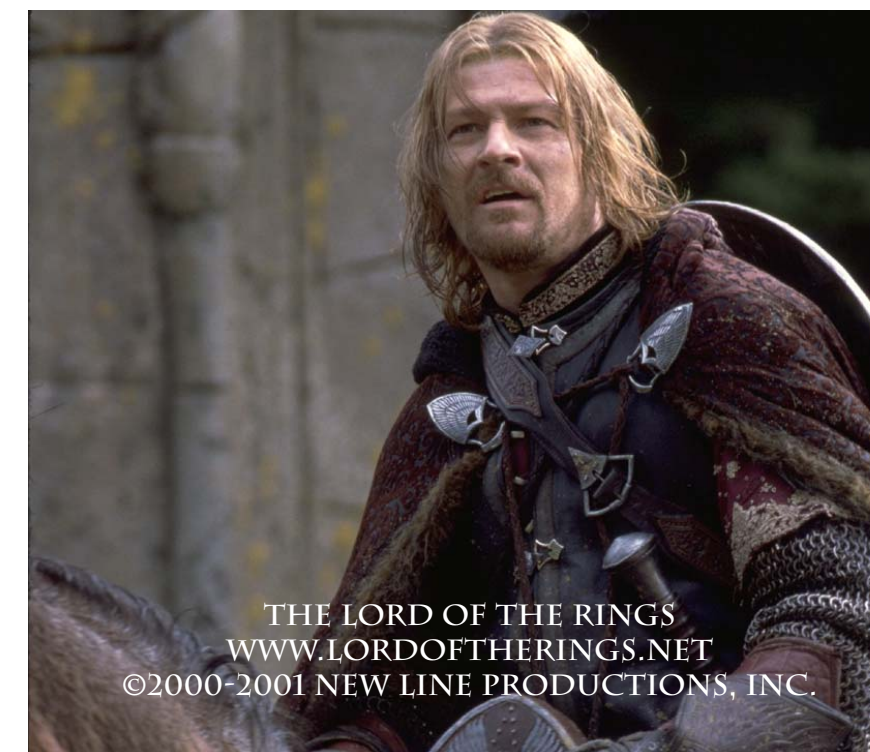 THE LORD OF THE RINGS
WWW.LORDOFTHERINGS.NET
©2000-2001 NEW LINE PRODUCTIONS, INC.